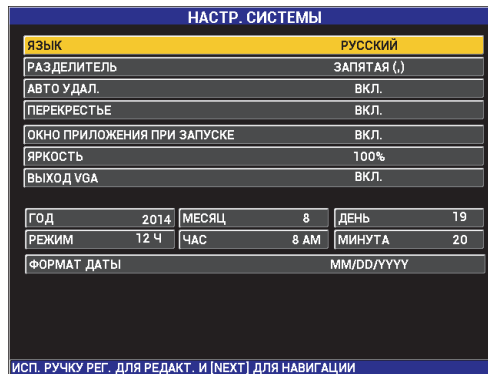 НАСТР. СИСТЕМЫ
ЯЗЫК РУССКИЙ
РАЗДЕЛИТЕЛЬ ЗАПЯТАЯ (,)
АВТО УДАЛ. ВКЛ.
ПЕРЕКРЕСТЬЕ ВКЛ.
ОКНО ПРИЛОЖЕНИЯ ПРИ ЗАПУСКЕ ВКЛ.
ЯРКОСТЬ 100%
ВЫХОД VGA ВКЛ.
ГОД 2014 МЕСЯЦ 8 ДЕНЬ 19
РЕЖИМ 12 Ч ЧАС 8 AM МИНУТА 20
ФОРМАТ ДАТЫ MM/DD/YYYY
ИСП. РУЧКУ РЕГ. ДЛЯ РЕДАКТ. И [NEXT] ДЛЯ НАВИГАЦИИ